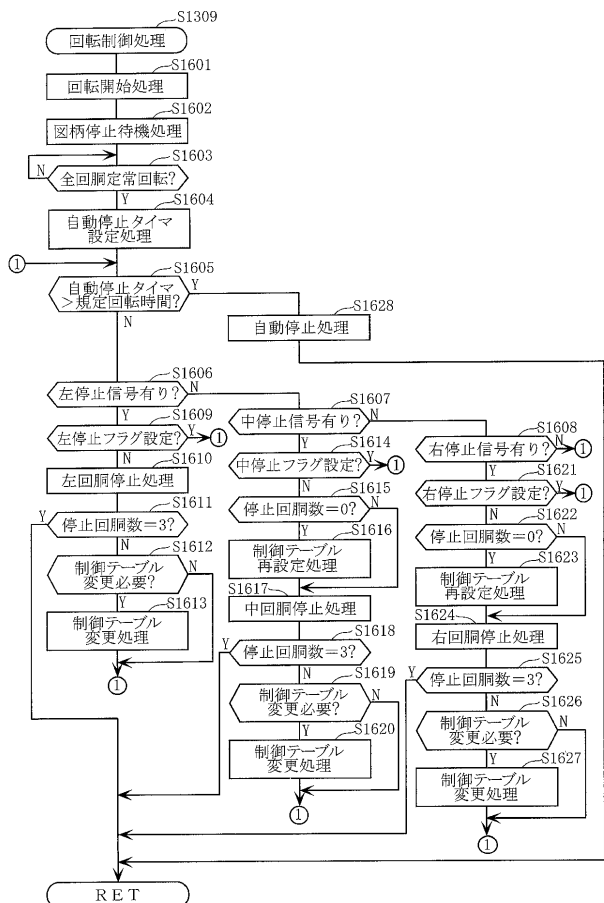 S1309
回転制御処理
S1601
回転開始処理
S1602
図柄停止待機処理
S1603
N
全回胴定常回転?
Y
S1604
自動停止タイマ
設定処理
①
S1605
自動停止タイマ
>規定回転時間?
Y
N
S1628
自動停止処理
S1606
左停止信号有り?
N
Y
S1609
左停止フラグ設定?
Y
①
N
S1610
左回胴停止処理
S1611
Y
停止回胴数=3?
N
S1612
制御テーブル
変更必要?
N
Y
S1613
制御テーブル
変更処理
①
S1607
中停止信号有り?
N
Y
S1614
中停止フラグ設定?
Y
①
N
S1615
停止回胴数=0?
N
Y
S1616
制御テーブル
再設定処理
S1617
中回胴停止処理
S1618
Y
停止回胴数=3?
N
S1619
制御テーブル
変更必要?
N
Y
S1620
制御テーブル
変更処理
①
S1608
右停止信号有り?
N
①
Y
S1621
右停止フラグ設定?
Y
①
N
S1622
停止回胴数=0?
N
Y
S1623
制御テーブル
再設定処理
S1624
右回胴停止処理
S1625
Y
停止回胴数=3?
N
S1626
制御テーブル
変更必要?
N
Y
S1627
制御テーブル
変更処理
①
RET